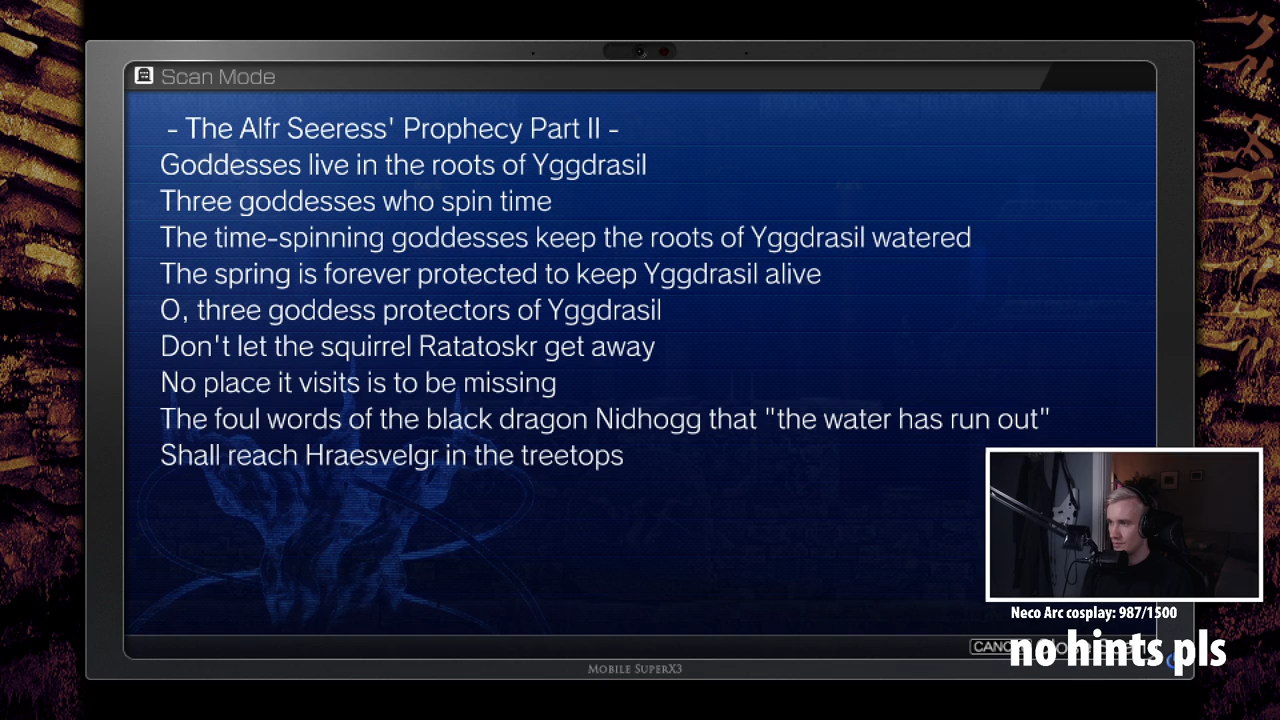 Scan Mode
- The Alfr Seeress' Prophecy Part II -
Goddesses live in the roots of Yggdrasil
Three goddesses who spin time
The time-spinning goddesses keep the roots of Yggdrasil watered
The spring is forever protected to keep Yggdrasil alive
O, three goddess protectors of Yggdrasil
Don't let the squirrel Ratatoskr get away
No place it visits is to be missing
The foul words of the black dragon Nidhogg that "the water has run out"
Shall reach Hraesvelgr in the treetops
Neco Arc cosplay: 987/1500
no hints pls
MOBILE SUPERX3